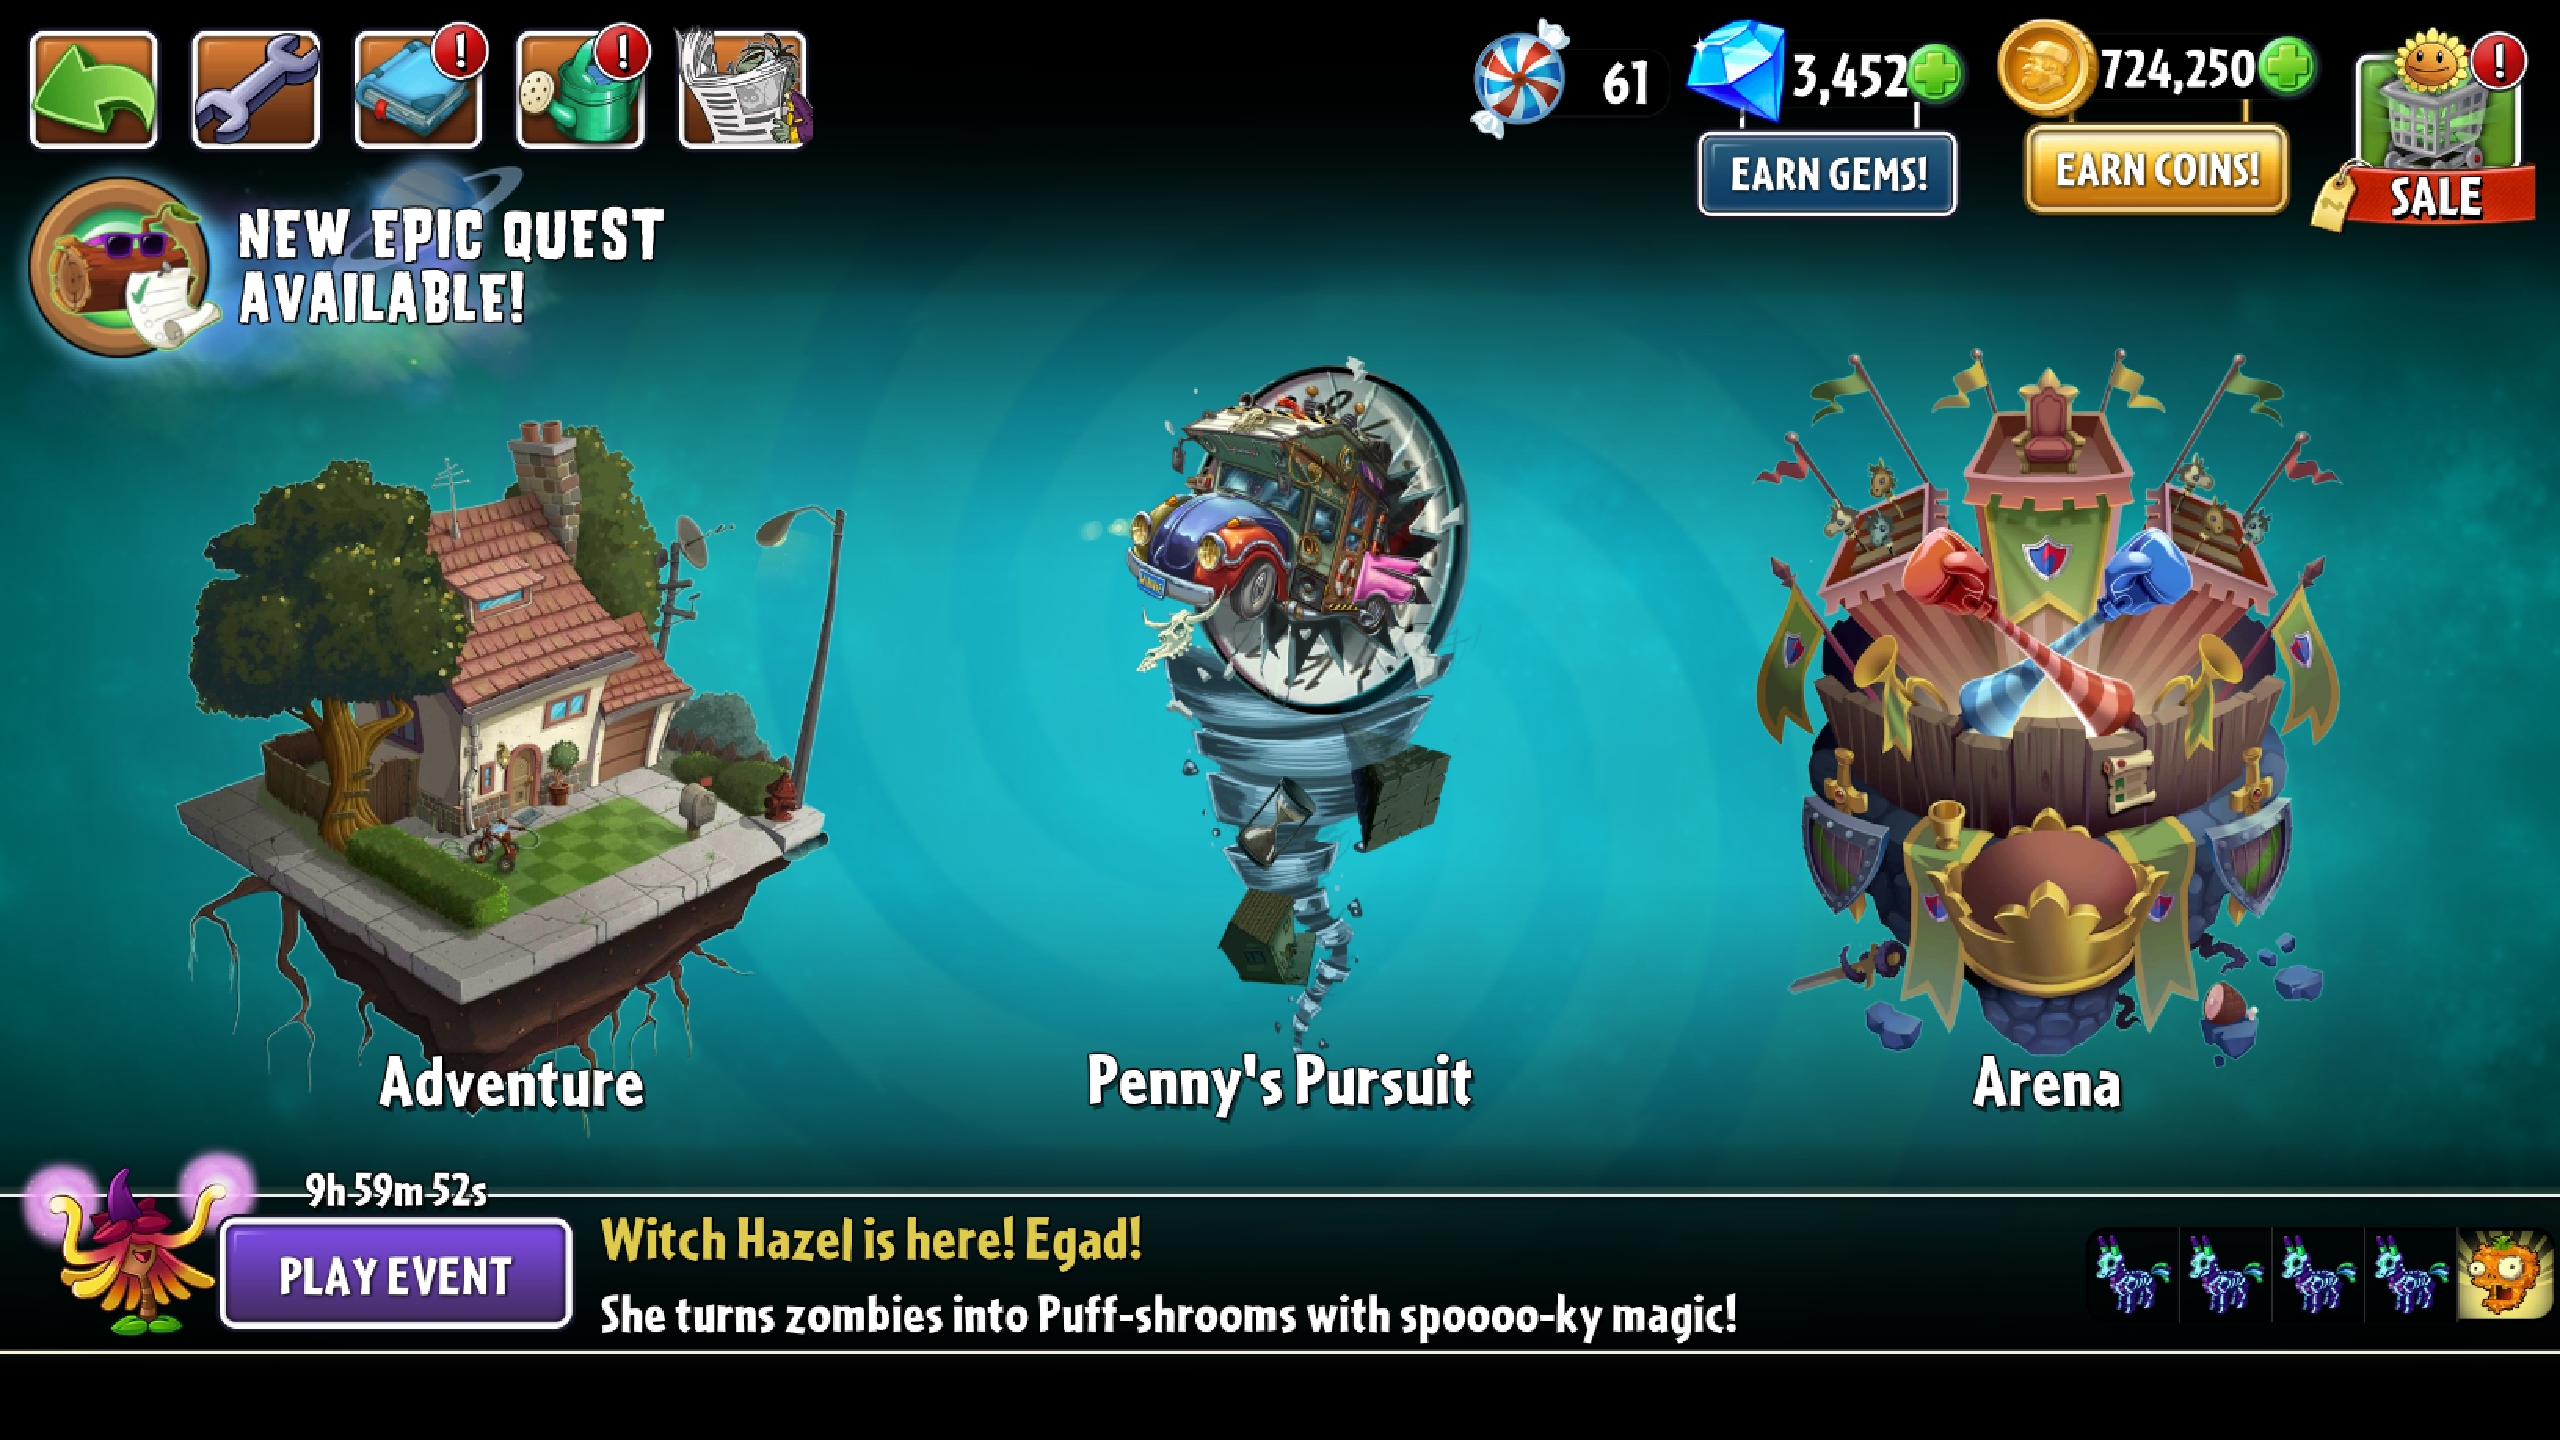 !
!
61
3,452
724,250
!
EARN GEMS!
EARN COINS!
SALE
NEW EPIC QUEST
AVAILABLE!
Adventure
Penny's Pursuit
Arena
9h 59m 52s
PLAY EVENT
Witch Hazel is here! Egad!
She turns zombies into Puff-shrooms with spoooo-ky magic!